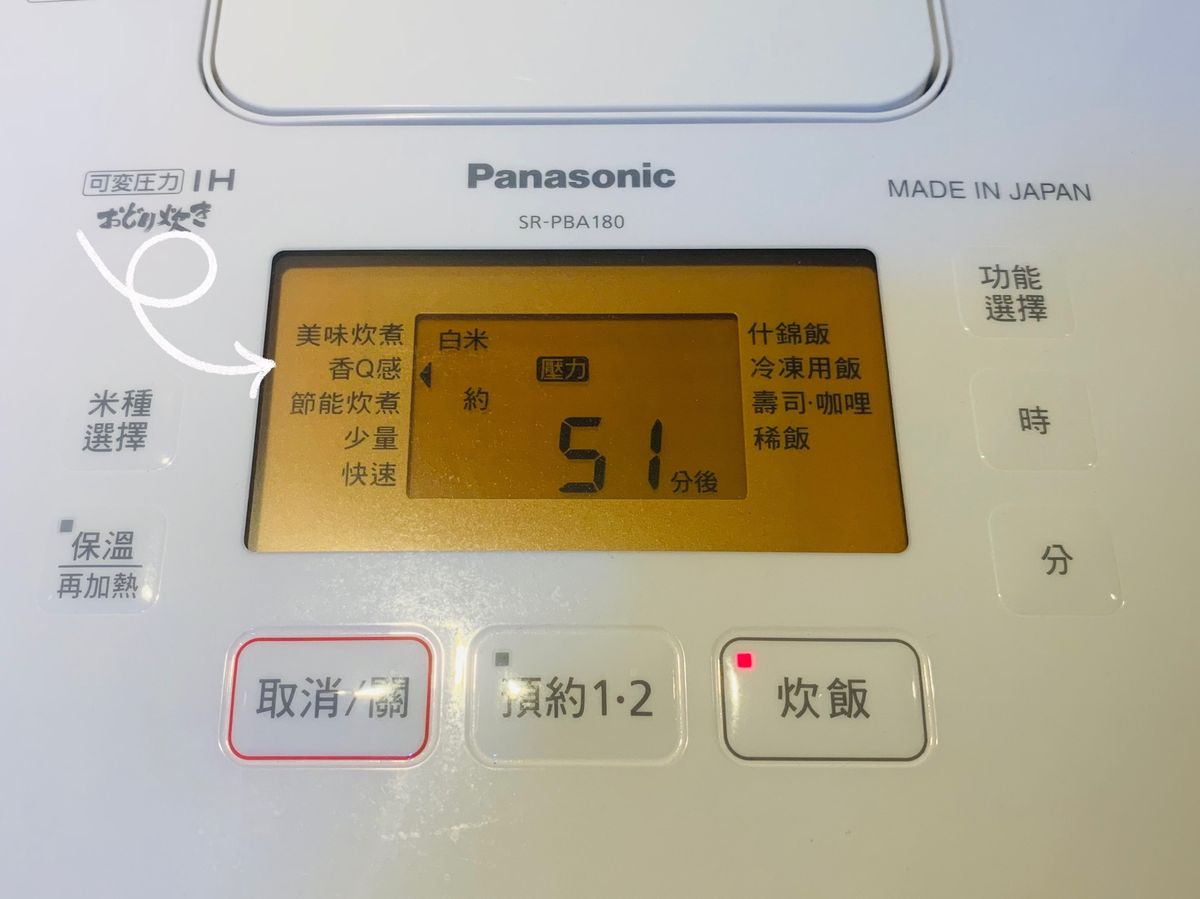 可変圧力 IH
おどり炊き
Panasonic
SR-PBA180
MADE IN JAPAN
美味炊煮
香Q感
節能炊煮
少量
快速
白米
壓力
約
51分後
什錦飯
冷凍用飯
壽司·咖哩
稀飯
功能
選擇
時
分
米種
選擇
保溫
再加熱
取消/關
預約1·2
炊飯